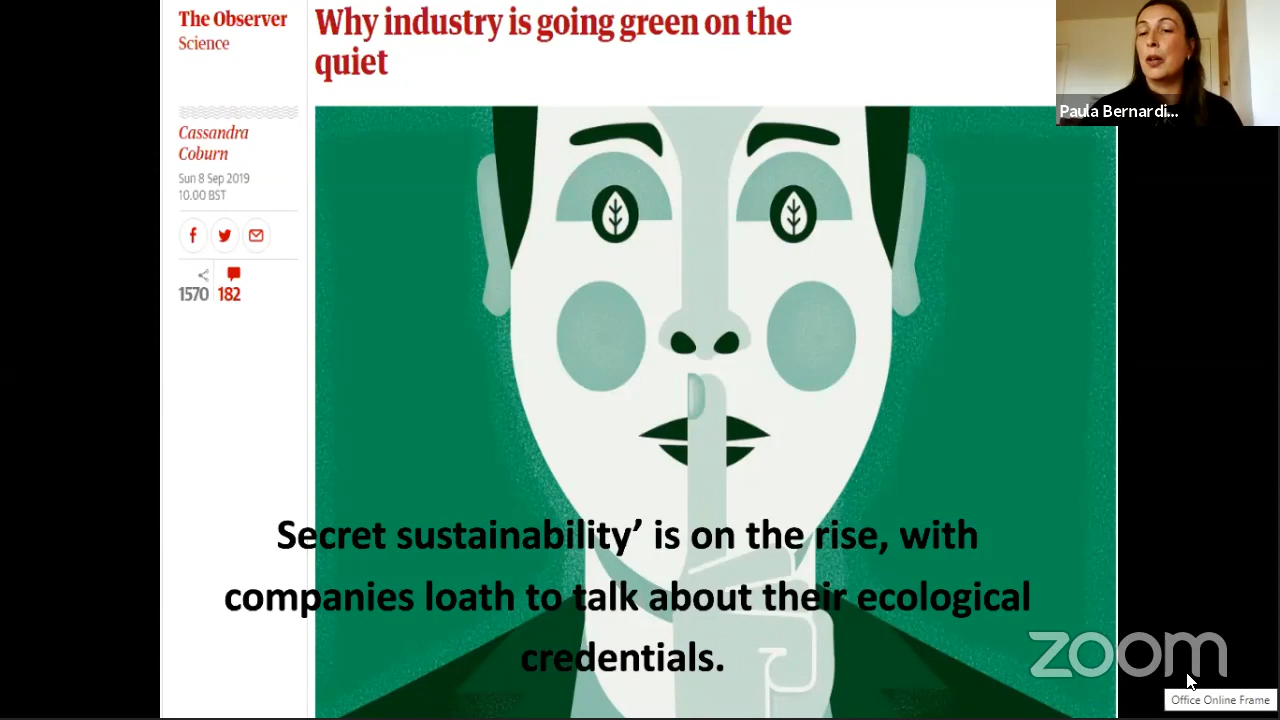 The Observer
Science
Why industry is going green on the
quiet
Cassandra
Coburn
Sun 8 Sep 2019
10.00 BST
1570
182
Paula Bernardi...
Secret sustainability’ is on the rise, with
companies loath to talk about their ecological
credentials.
zoom
Office Online Frame